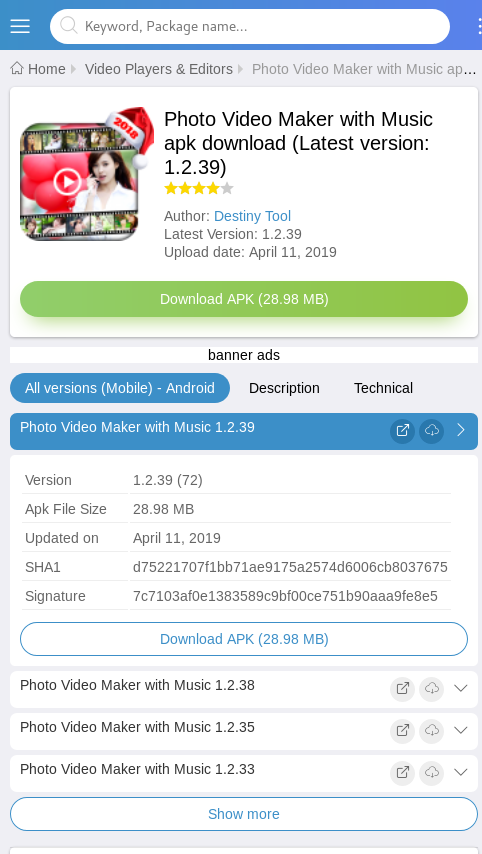 Keyword, Package name...
Home Video Players & Editors Photo Video Maker with Music ap...
2018
Photo Video Maker with Music
apk download (Latest version:
1.2.39)
Author: Destiny Tool
Latest Version: 1.2.39
Upload date: April 11, 2019
Download APK (28.98 MB)
banner ads
All versions (Mobile) - Android Description Technical
Photo Video Maker with Music 1.2.39
Version 1.2.39 (72)
Apk File Size 28.98 MB
Updated on April 11, 2019
SHA1 d75221707f1bb71ae9175a2574d6006cb8037675
Signature 7c7103af0e1383589c9bf00ce751b90aaa9fe8e5
Download APK (28.98 MB)
Photo Video Maker with Music 1.2.38
Photo Video Maker with Music 1.2.35
Photo Video Maker with Music 1.2.33
Show more